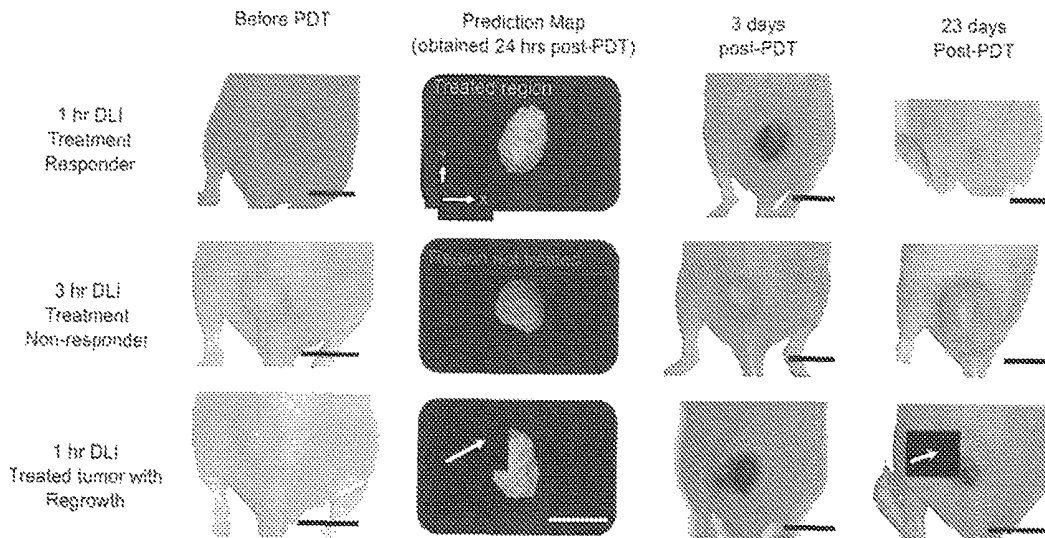 Before PDT
Prediction Map
(obtained 24 hrs post-PDT)
3 days
post-PDT
23 days
Post-PDT
1 hr DLI
Treatment
Responder
Treated region
3 hr DLI
Treatment
Non-responder
1 hr DLI
Treated tumor with
Regrowth